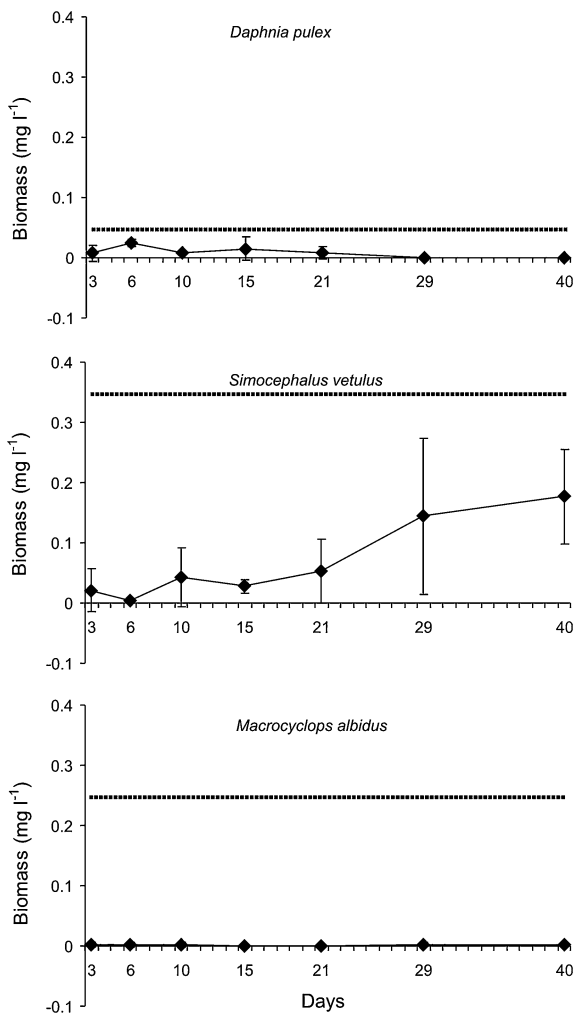 0.4
Daphnia pulex
0.3
0.2
0.1
0
-0.1
Biomass (mg l-1)
3 6 10 15 21 29 40
0.4
Simocephalus vetulus
0.3
0.2
0.1
0
-0.1
Biomass (mg l-1)
3 6 10 15 21 29 40
0.4
Macrocyclops albidus
0.3
0.2
0.1
0
-0.1
Biomass (mg l-1)
3 6 10 15 21 29 40
Days